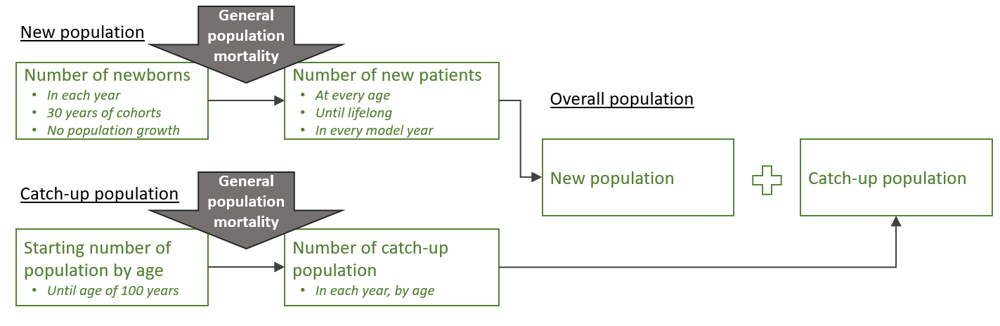 New population
General
population
mortality
Number of newborns
• In each year
• 30 years of cohorts
• No population growth
Number of new patients
• At every age
• Until lifelong
• In every model year
Catch-up population
General
population
mortality
Starting number of
population by age
• Until age of 100 years
Number of catch-up
population
• In each year, by age
Overall population
New population
Catch-up population